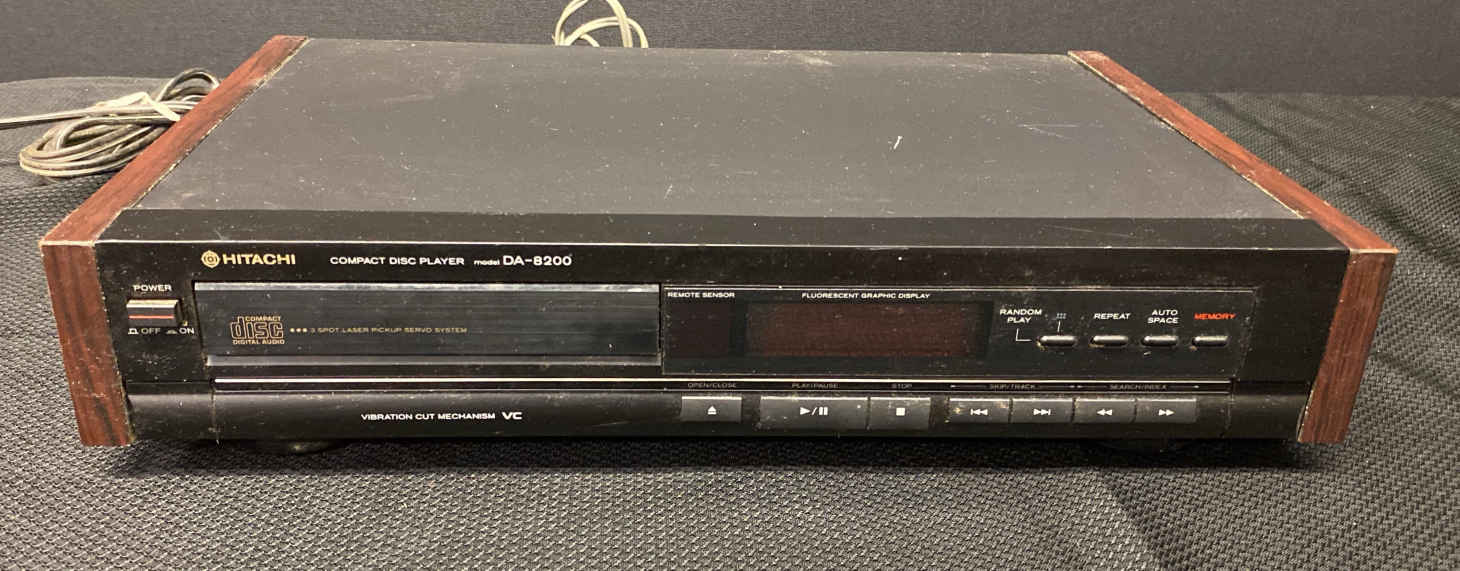 HITACHI COMPACT DISC PLAYER model DA-8200
POWER
OFF ON
COMPACT
disc
DIGITAL AUDIO
3 SPOT LASER PICKUP SERVO SYSTEM
REMOTE SENSOR
FLUORESCENT GRAPHIC DISPLAY
RANDOM
PLAY
REPEAT
AUTO
SPACE
MEMORY
OPEN/CLOSE
PLAY/PAUSE
STOP
SKIP/TRACK
SEARCH/INDEX
VIBRATION CUT MECHANISM VC